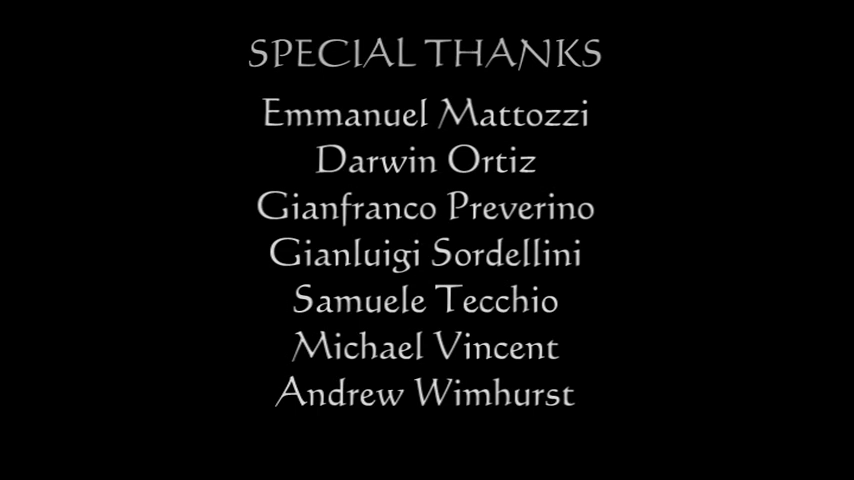 SPECIAL THANKS
Emmanuel Mattozzi
Darwin Ortiz
Gianfranco Preverino
Gianluigi Sordellini
Samuele Tecchio
Michael Vincent
Andrew Wimhurst